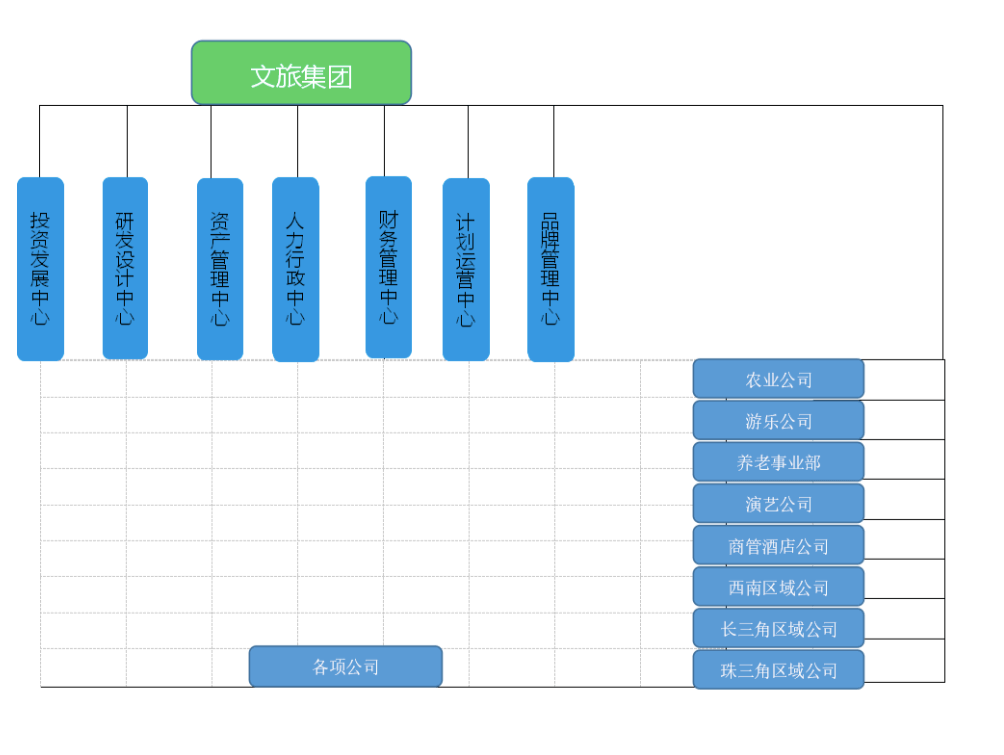 文旅集团
投资发展中心
研发设计中心
资产管理中心
人力行政中心
财务管理中心
计划运营中心
品牌管理中心
农业公司
游乐公司
养老事业部
演艺公司
商管酒店公司
西南区域公司
长三角区域公司
珠三角区域公司
各项公司